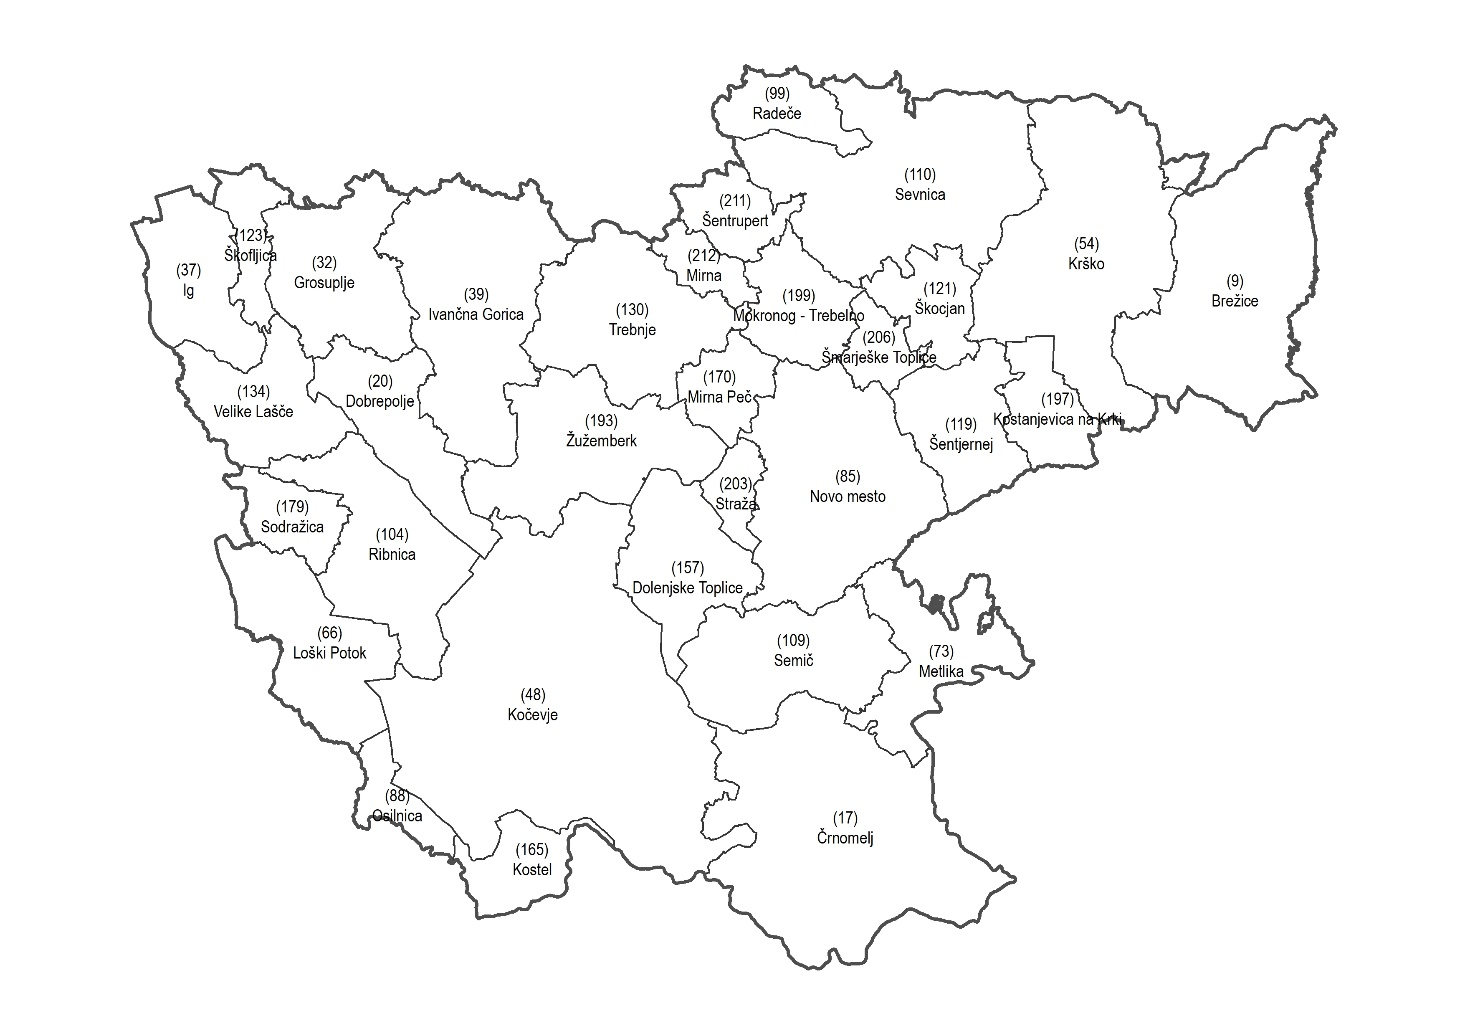 (99)
Radeče
(110)
Sevnica
(211)
Šentrupert
(123)
Škofljica
(54)
Krško
(212)
Mirna
(32)
Grosuplje
(37)
Ig
(9)
Brežice
(39)
Ivančna Gorica
(199)
Mokronog - Trebelno
(121)
Škocjan
(130)
Trebnje
(206)
Šmarješke Toplice
(170)
Mirna Peč
(20)
Dobrepolje
(134)
Velike Lašče
(197)
Kostanjevica na Krki
(193)
Žužemberk
(119)
Šentjernej
(85)
Novo mesto
(203)
Straža
(179)
Sodražica
(104)
Ribnica
(157)
Dolenjske Toplice
(66)
Loški Potok
(109)
Semič
(73)
Metlika
(48)
Kočevje
(88)
Osilnica
(17)
Črnomelj
(165)
Kostel